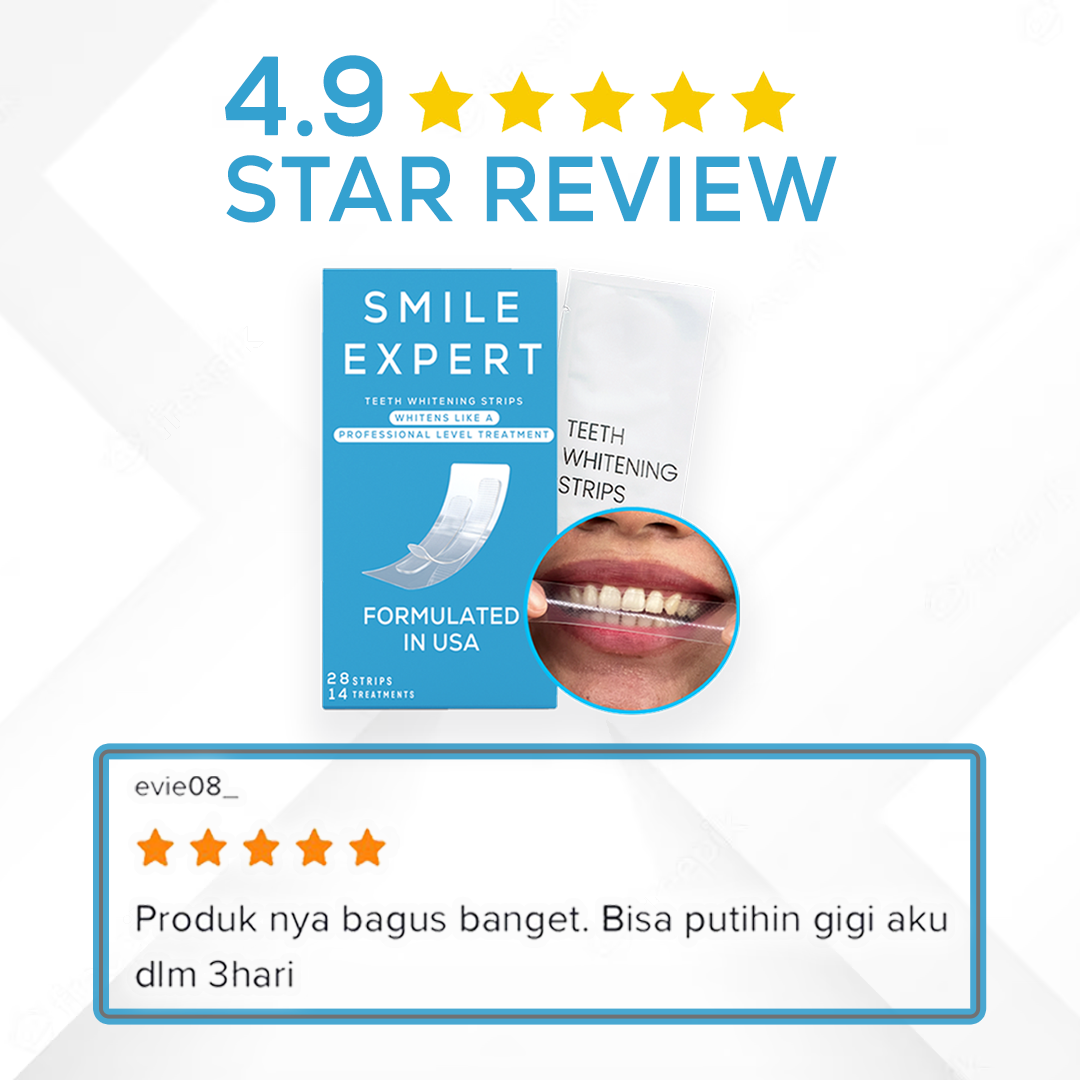 4.9
STAR REVIEW
SMILE
EXPERT
TEETH WHITENING STRIPS
WHITENS LIKE A
PROFESSIONAL LEVEL TREATMENT
TEETH
WHITENING
STRIPS
FORMULATED
IN USA
28 STRIPS
14 TREATMENTS
evie08_
Produk nya bagus banget. Bisa putihin gigi aku
dlm 3hari